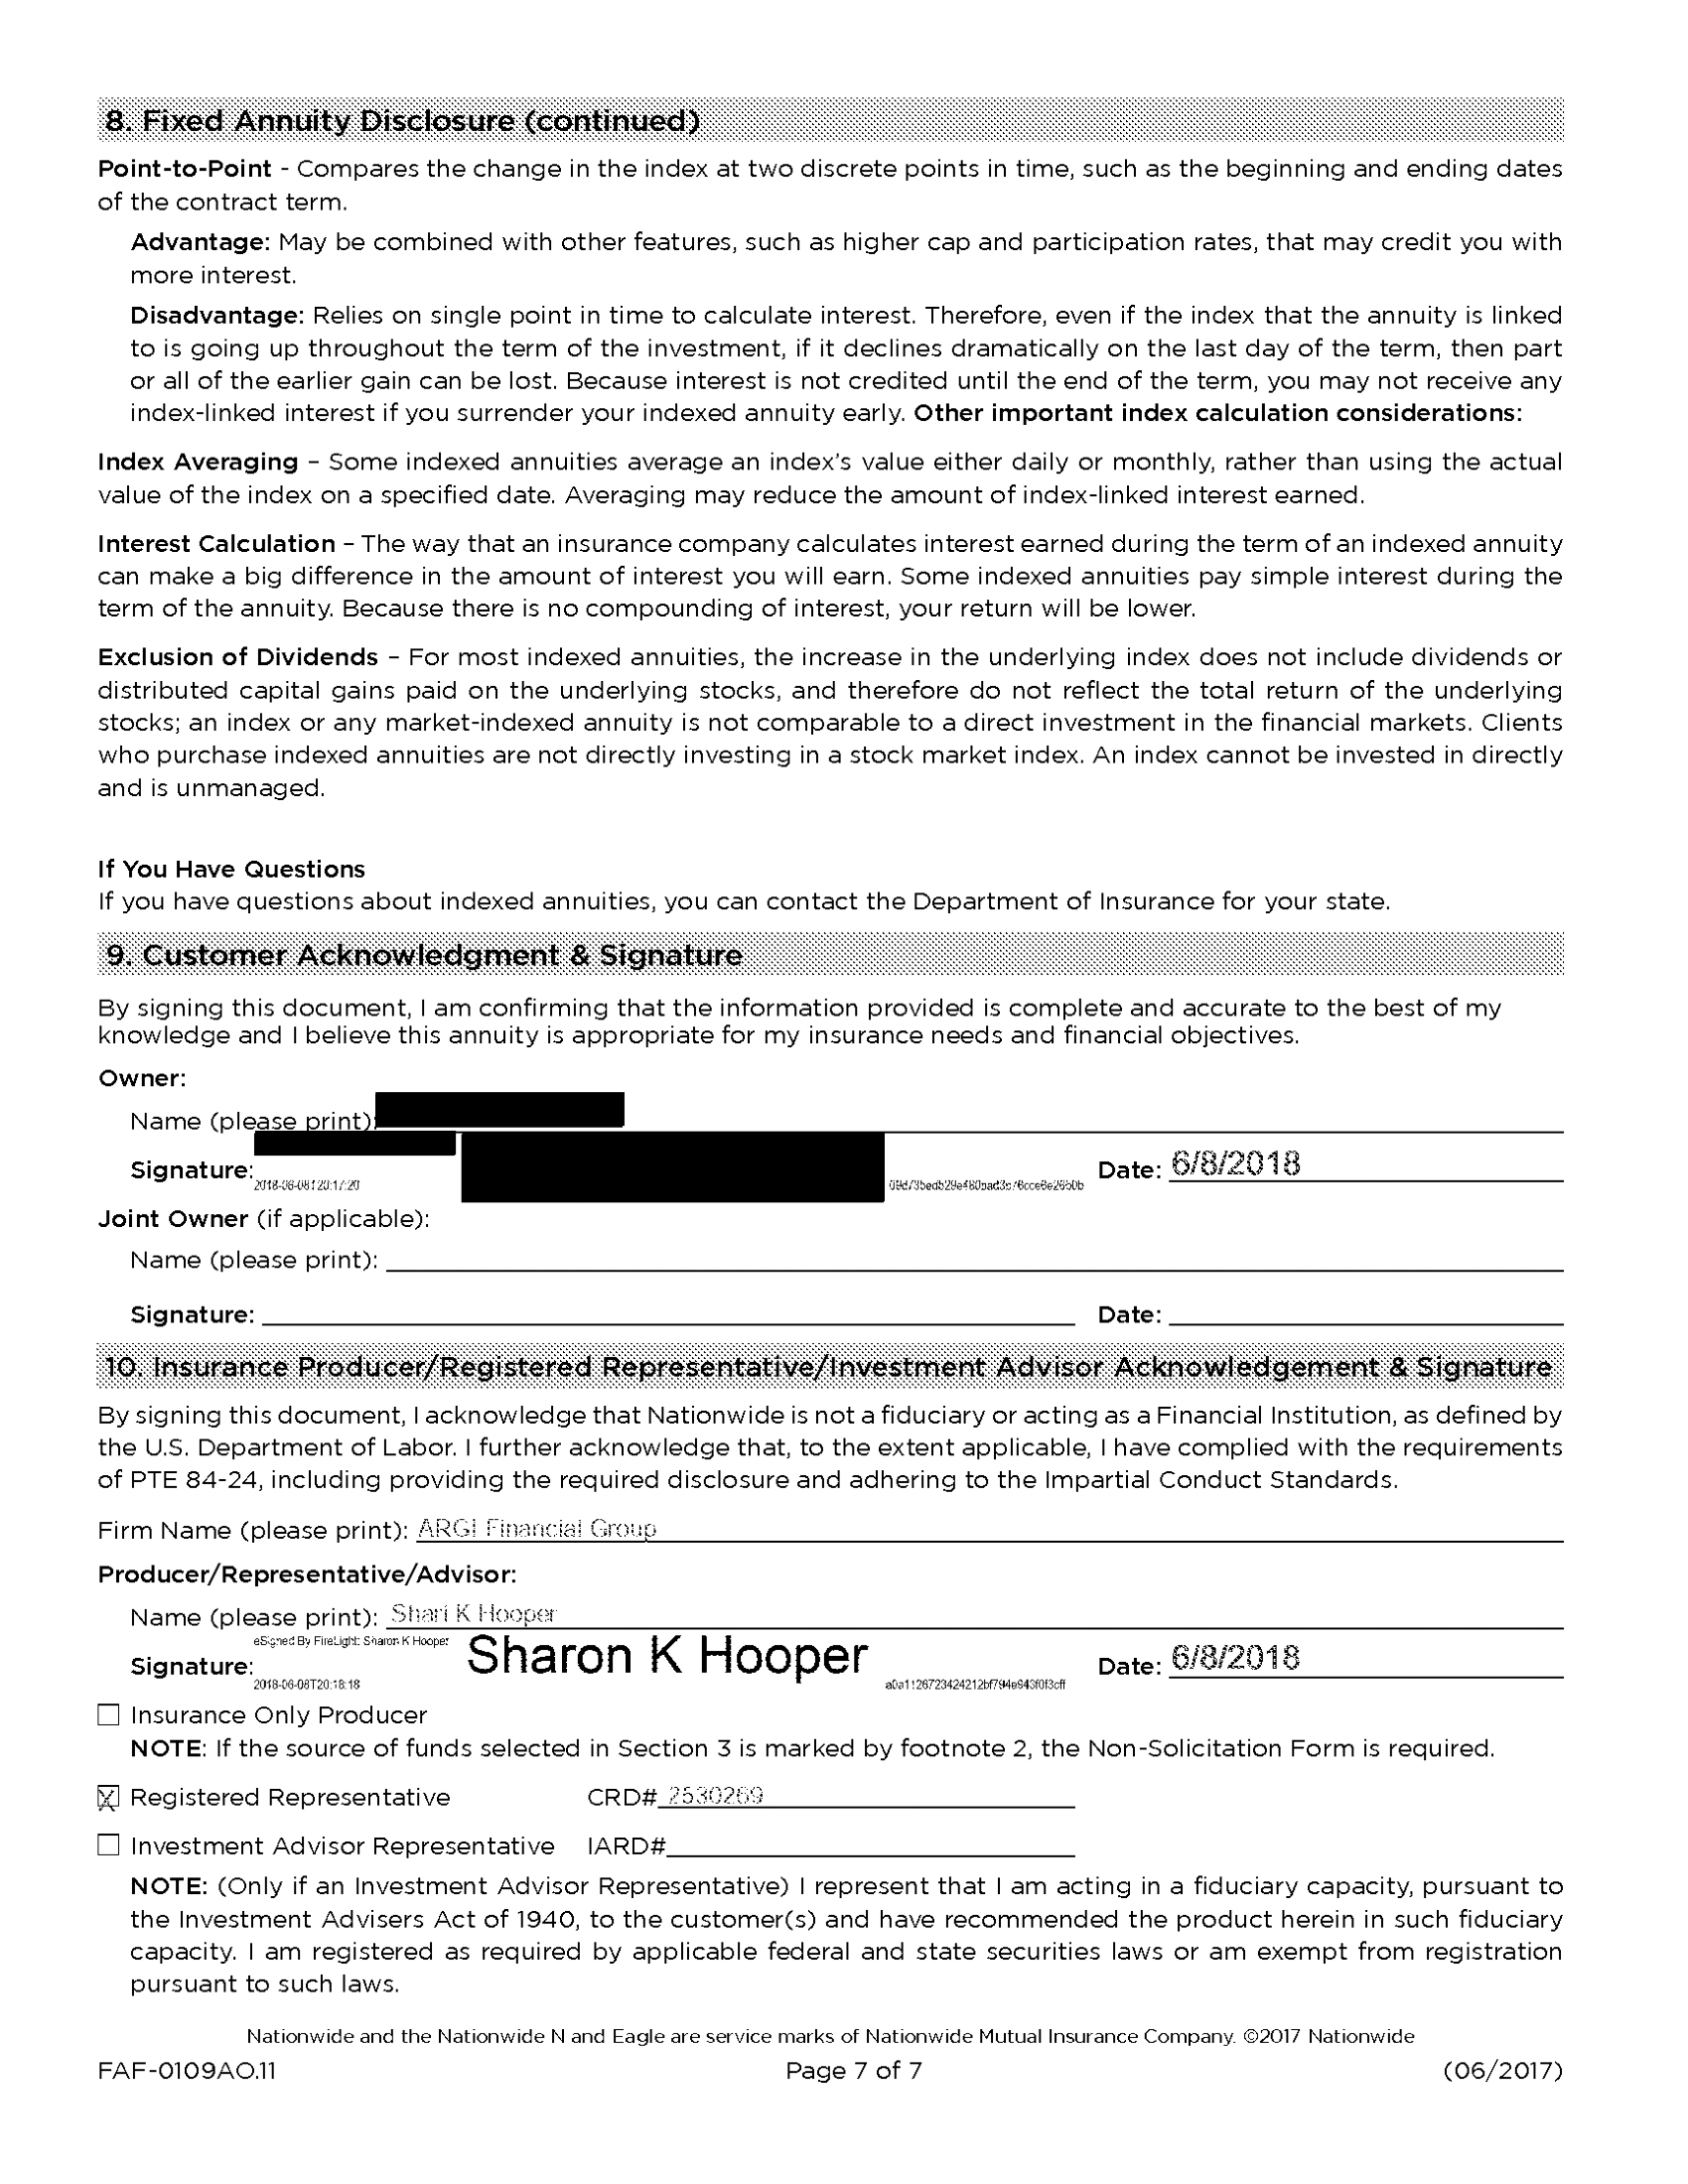 8. Fixed Annuity Disclosure (continued)
Point-to-Point - Compares the change in the index at two discrete points in time, such as the beginning and ending dates
of the contract term.
Advantage: May be combined with other features, such as higher cap and participation rates, that may credit you with
more interest.
Disadvantage: Relies on single point in time to calculate interest. Therefore, even if the index that the annuity is linked
to is going up throughout the term of the investment, if it declines dramatically on the last day of the term, then part
or all of the earlier gain can be lost. Because interest is not credited until the end of the term, you may not receive any
index-linked interest if you surrender your indexed annuity early. Other important index calculation considerations:
Index Averaging – Some indexed annuities average an index's value either daily or monthly, rather than using the actual
value of the index on a specified date. Averaging may reduce the amount of index-linked interest earned.
Interest Calculation – The way that an insurance company calculates interest earned during the term of an indexed annuity
can make a big difference in the amount of interest you will earn. Some indexed annuities pay simple interest during the
term of the annuity. Because there is no compounding of interest, your return will be lower.
Exclusion of Dividends – For most indexed annuities, the increase in the underlying index does not include dividends or
distributed capital gains paid on the underlying stocks, and therefore do not reflect the total return of the underlying
stocks; an index or any market-indexed annuity is not comparable to a direct investment in the financial markets. Clients
who purchase indexed annuities are not directly investing in a stock market index. An index cannot be invested in directly
and is unmanaged.
If You Have Questions
If you have questions about indexed annuities, you can contact the Department of Insurance for your state.
9. Customer Acknowledgment & Signature
By signing this document, I am confirming that the information provided is complete and accurate to the best of my
knowledge and I believe this annuity is appropriate for my insurance needs and financial objectives.
Owner:
Name (please print):
Signature: Date: 6/8/2018
2018-06-08T20:17:20
Joint Owner (if applicable):
Name (please print):
Signature: Date:
10. Insurance Producer/Registered Representative/Investment Advisor Acknowledgement & Signature
By signing this document, I acknowledge that Nationwide is not a fiduciary or acting as a Financial Institution, as defined by
the U.S. Department of Labor. I further acknowledge that, to the extent applicable, I have complied with the requirements
of PTE 84-24, including providing the required disclosure and adhering to the Impartial Conduct Standards.
Firm Name (please print): ARGI Financial Group
Producer/Representative/Advisor:
Name (please print): Shari K Hooper
eSigned By FireLight: Sharon K Hooper
Signature: Sharon K Hooper Date: 6/8/2018
2018-06-08T20:18:18
Insurance Only Producer
NOTE: If the source of funds selected in Section 3 is marked by footnote 2, the Non-Solicitation Form is required.
Registered Representative CRD# 2530269
Investment Advisor Representative IARD#
NOTE: (Only if an Investment Advisor Representative) I represent that I am acting in a fiduciary capacity, pursuant to
the Investment Advisers Act of 1940, to the customer(s) and have recommended the product herein in such fiduciary
capacity. I am registered as required by applicable federal and state securities laws or am exempt from registration
pursuant to such laws.
Nationwide and the Nationwide N and Eagle are service marks of Nationwide Mutual Insurance Company. ©2017 Nationwide
FAF-0109AO.11 Page 7 of 7 (06/2017)